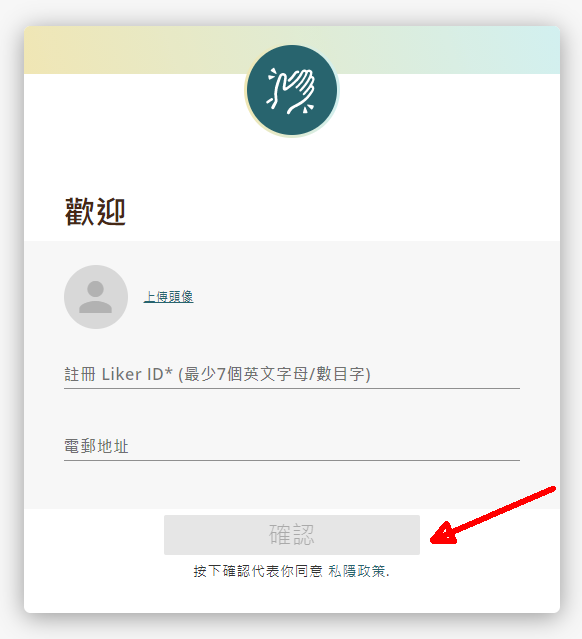 歡迎
上傳頭像
註冊 Liker ID* (最少7個英文字母/數目字)
電郵地址
確認
按下確認代表你同意 私隱政策.